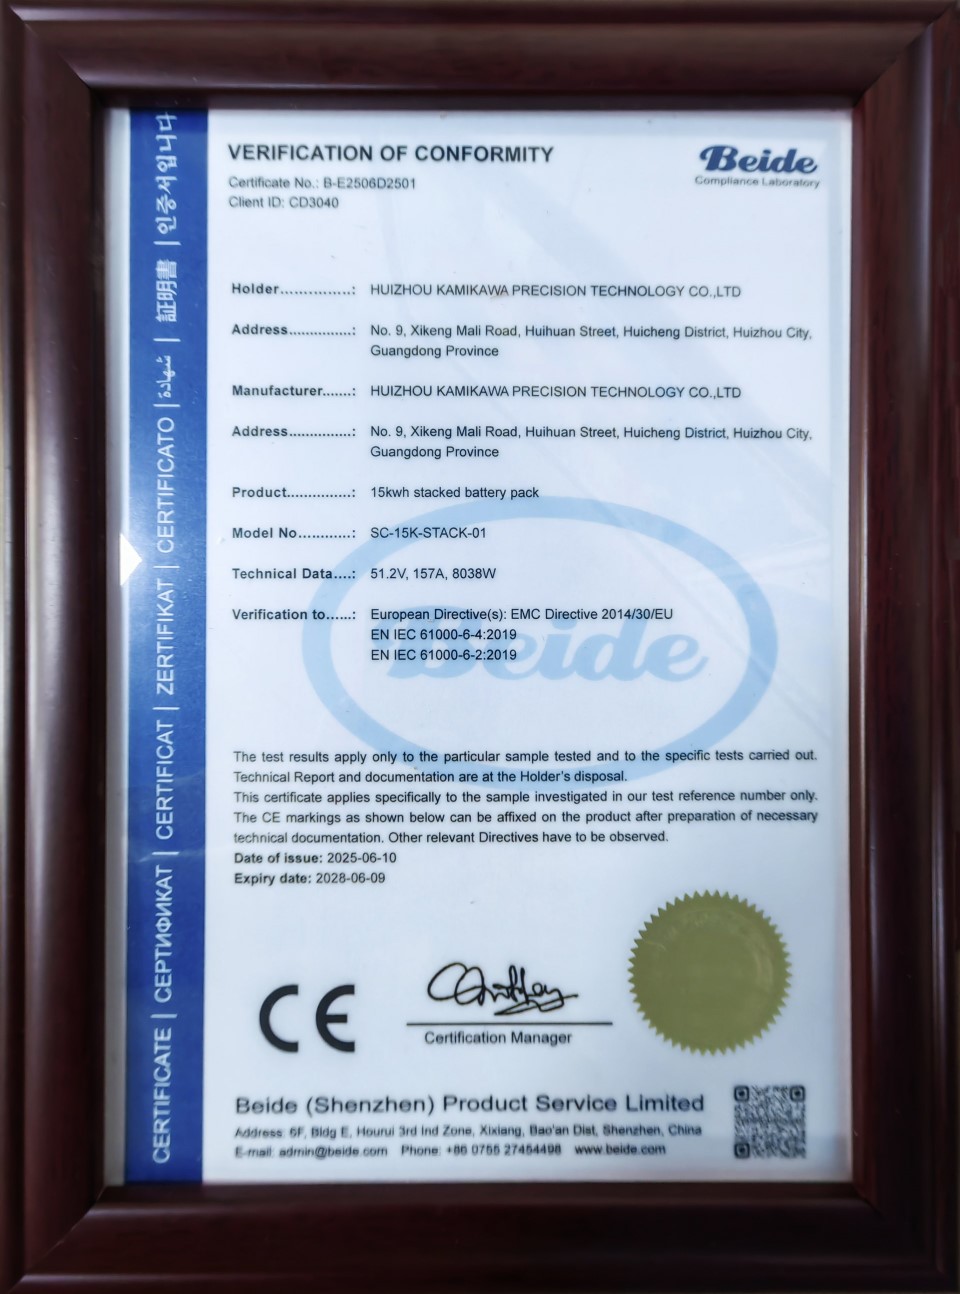 CERTIFICATE | СЕРТИФИКАТ | CERTIFICAT | ZERTIFIKAT | CERTIFICATO | شهادة | 証明書 | 인증서입니다
VERIFICATION OF CONFORMITY
Beide
Compliance Laboratory
Certificate No.: B-E2506D2501
Client ID: CD3040
Holder...............: HUIZHOU KAMIKAWA PRECISION TECHNOLOGY CO.,LTD
Address.............: No. 9, Xikeng Mali Road, Huihuan Street, Huicheng District, Huizhou City,
Guangdong Province
Manufacturer......: HUIZHOU KAMIKAWA PRECISION TECHNOLOGY CO.,LTD
Address.............: No. 9, Xikeng Mali Road, Huihuan Street, Huicheng District, Huizhou City,
Guangdong Province
Product.............: 15kwh stacked battery pack
Model No...........: SC-15K-STACK-01
Technical Data....: 51.2V, 157A, 8038W
Verification to.....: European Directive(s): EMC Directive 2014/30/EU
EN IEC 61000-6-4:2019
EN IEC 61000-6-2:2019
Beide
The test results apply only to the particular sample tested and to the specific tests carried out.
Technical Report and documentation are at the Holder's disposal.
This certificate applies specifically to the sample investigated in our test reference number only.
The CE markings as shown below can be affixed on the product after preparation of necessary
technical documentation. Other relevant Directives have to be observed.
Date of issue: 2025-06-10
Expiry date: 2028-06-09
CE
Certification Manager
Beide (Shenzhen) Product Service Limited
Address: 6F, Bldg E, Hourui 3rd Ind Zone, Xixiang, Bao'an Dist, Shenzhen, China
E-mail: admin@beide.com Phone: +86 0755 27454498 www.beide.com